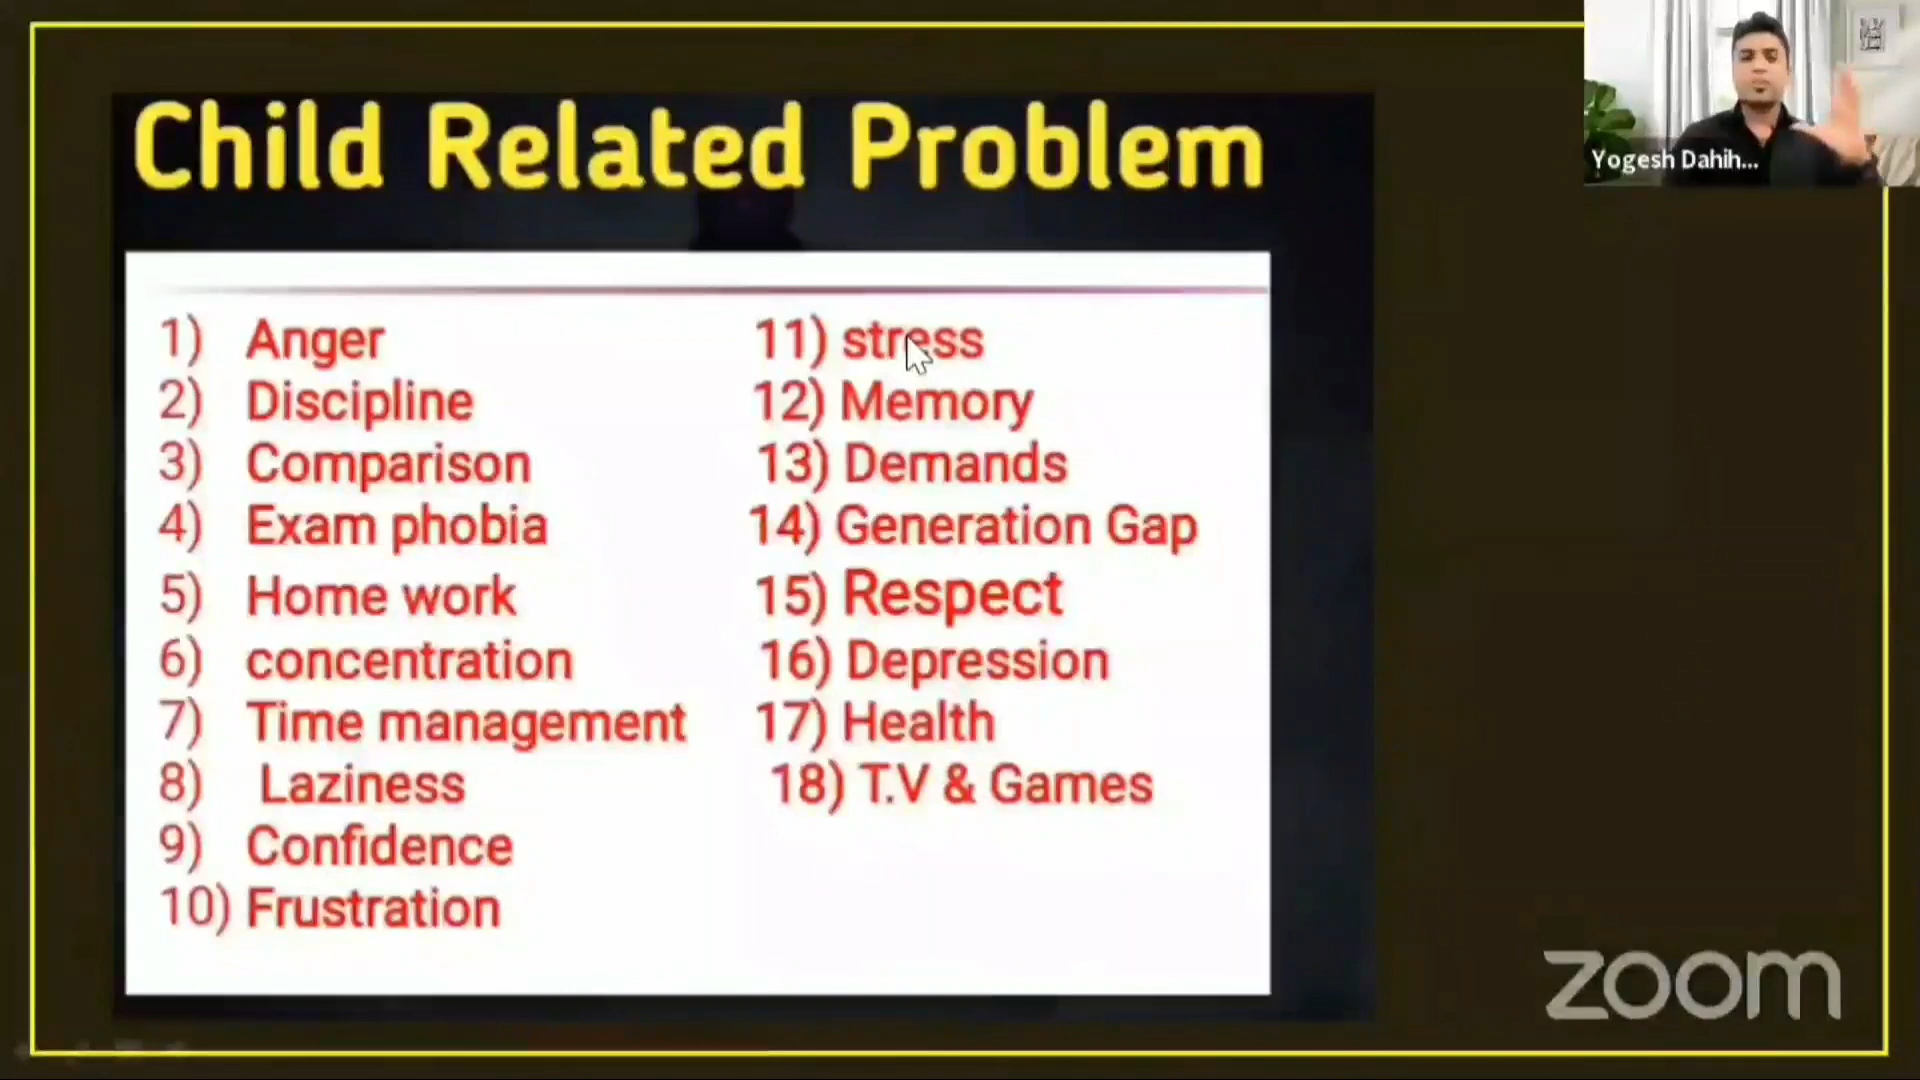 Child Related Problem
1) Anger
2) Discipline
3) Comparison
4) Exam phobia
5) Home work
6) concentration
7) Time management
8) Laziness
9) Confidence
10) Frustration
11) stress
12) Memory
13) Demands
14) Generation Gap
15) Respect
16) Depression
17) Health
18) T.V & Games
Yogesh Dahih...
zoom